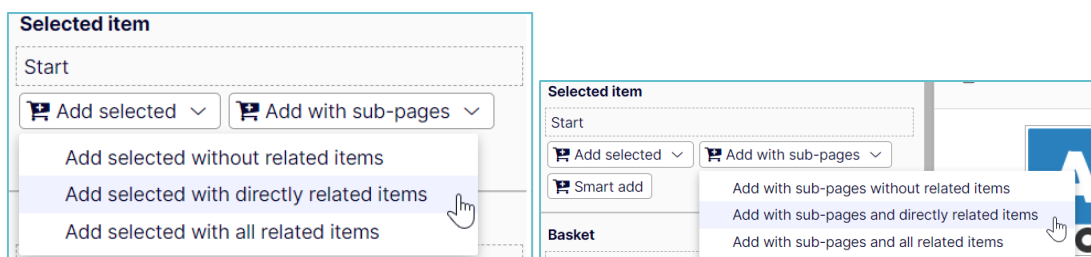 Selected item
Start
Add selected
Add with sub-pages
Add selected without related items
Add selected with directly related items
Add selected with all related items
Selected item
Start
Add selected
Add with sub-pages
Smart add
Add with sub-pages without related items
Add with sub-pages and directly related items
Basket
Add with sub-pages and all related items